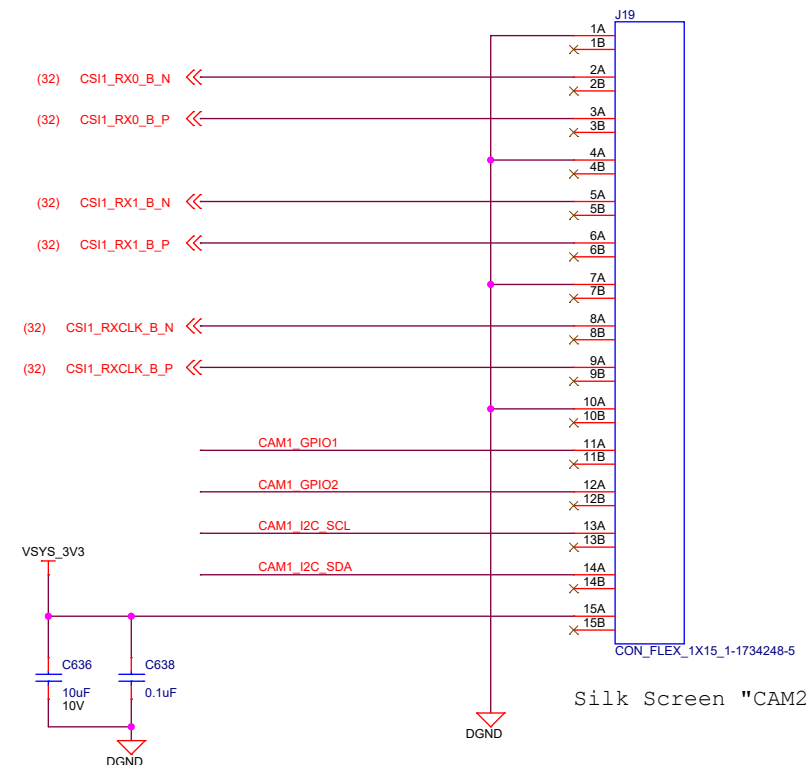 J19
1A
1B
(32) CSI1_RX0_B_N 2A
2B
(32) CSI1_RX0_B_P 3A
3B
4A
4B
(32) CSI1_RX1_B_N 5A
5B
(32) CSI1_RX1_B_P 6A
6B
7A
7B
(32) CSI1_RXCLK_B_N 8A
8B
(32) CSI1_RXCLK_B_P 9A
9B
10A
10B
CAM1_GPIO1 11A
11B
CAM1_GPIO2 12A
12B
CAM1_I2C_SCL 13A
13B
VSYS_3V3
CAM1_I2C_SDA 14A
14B
15A
15B
CON_FLEX_1X15_1-1734248-5
C636 C638
10uF 0.1uF
10V
Silk Screen "CAM2
DGND
DGND